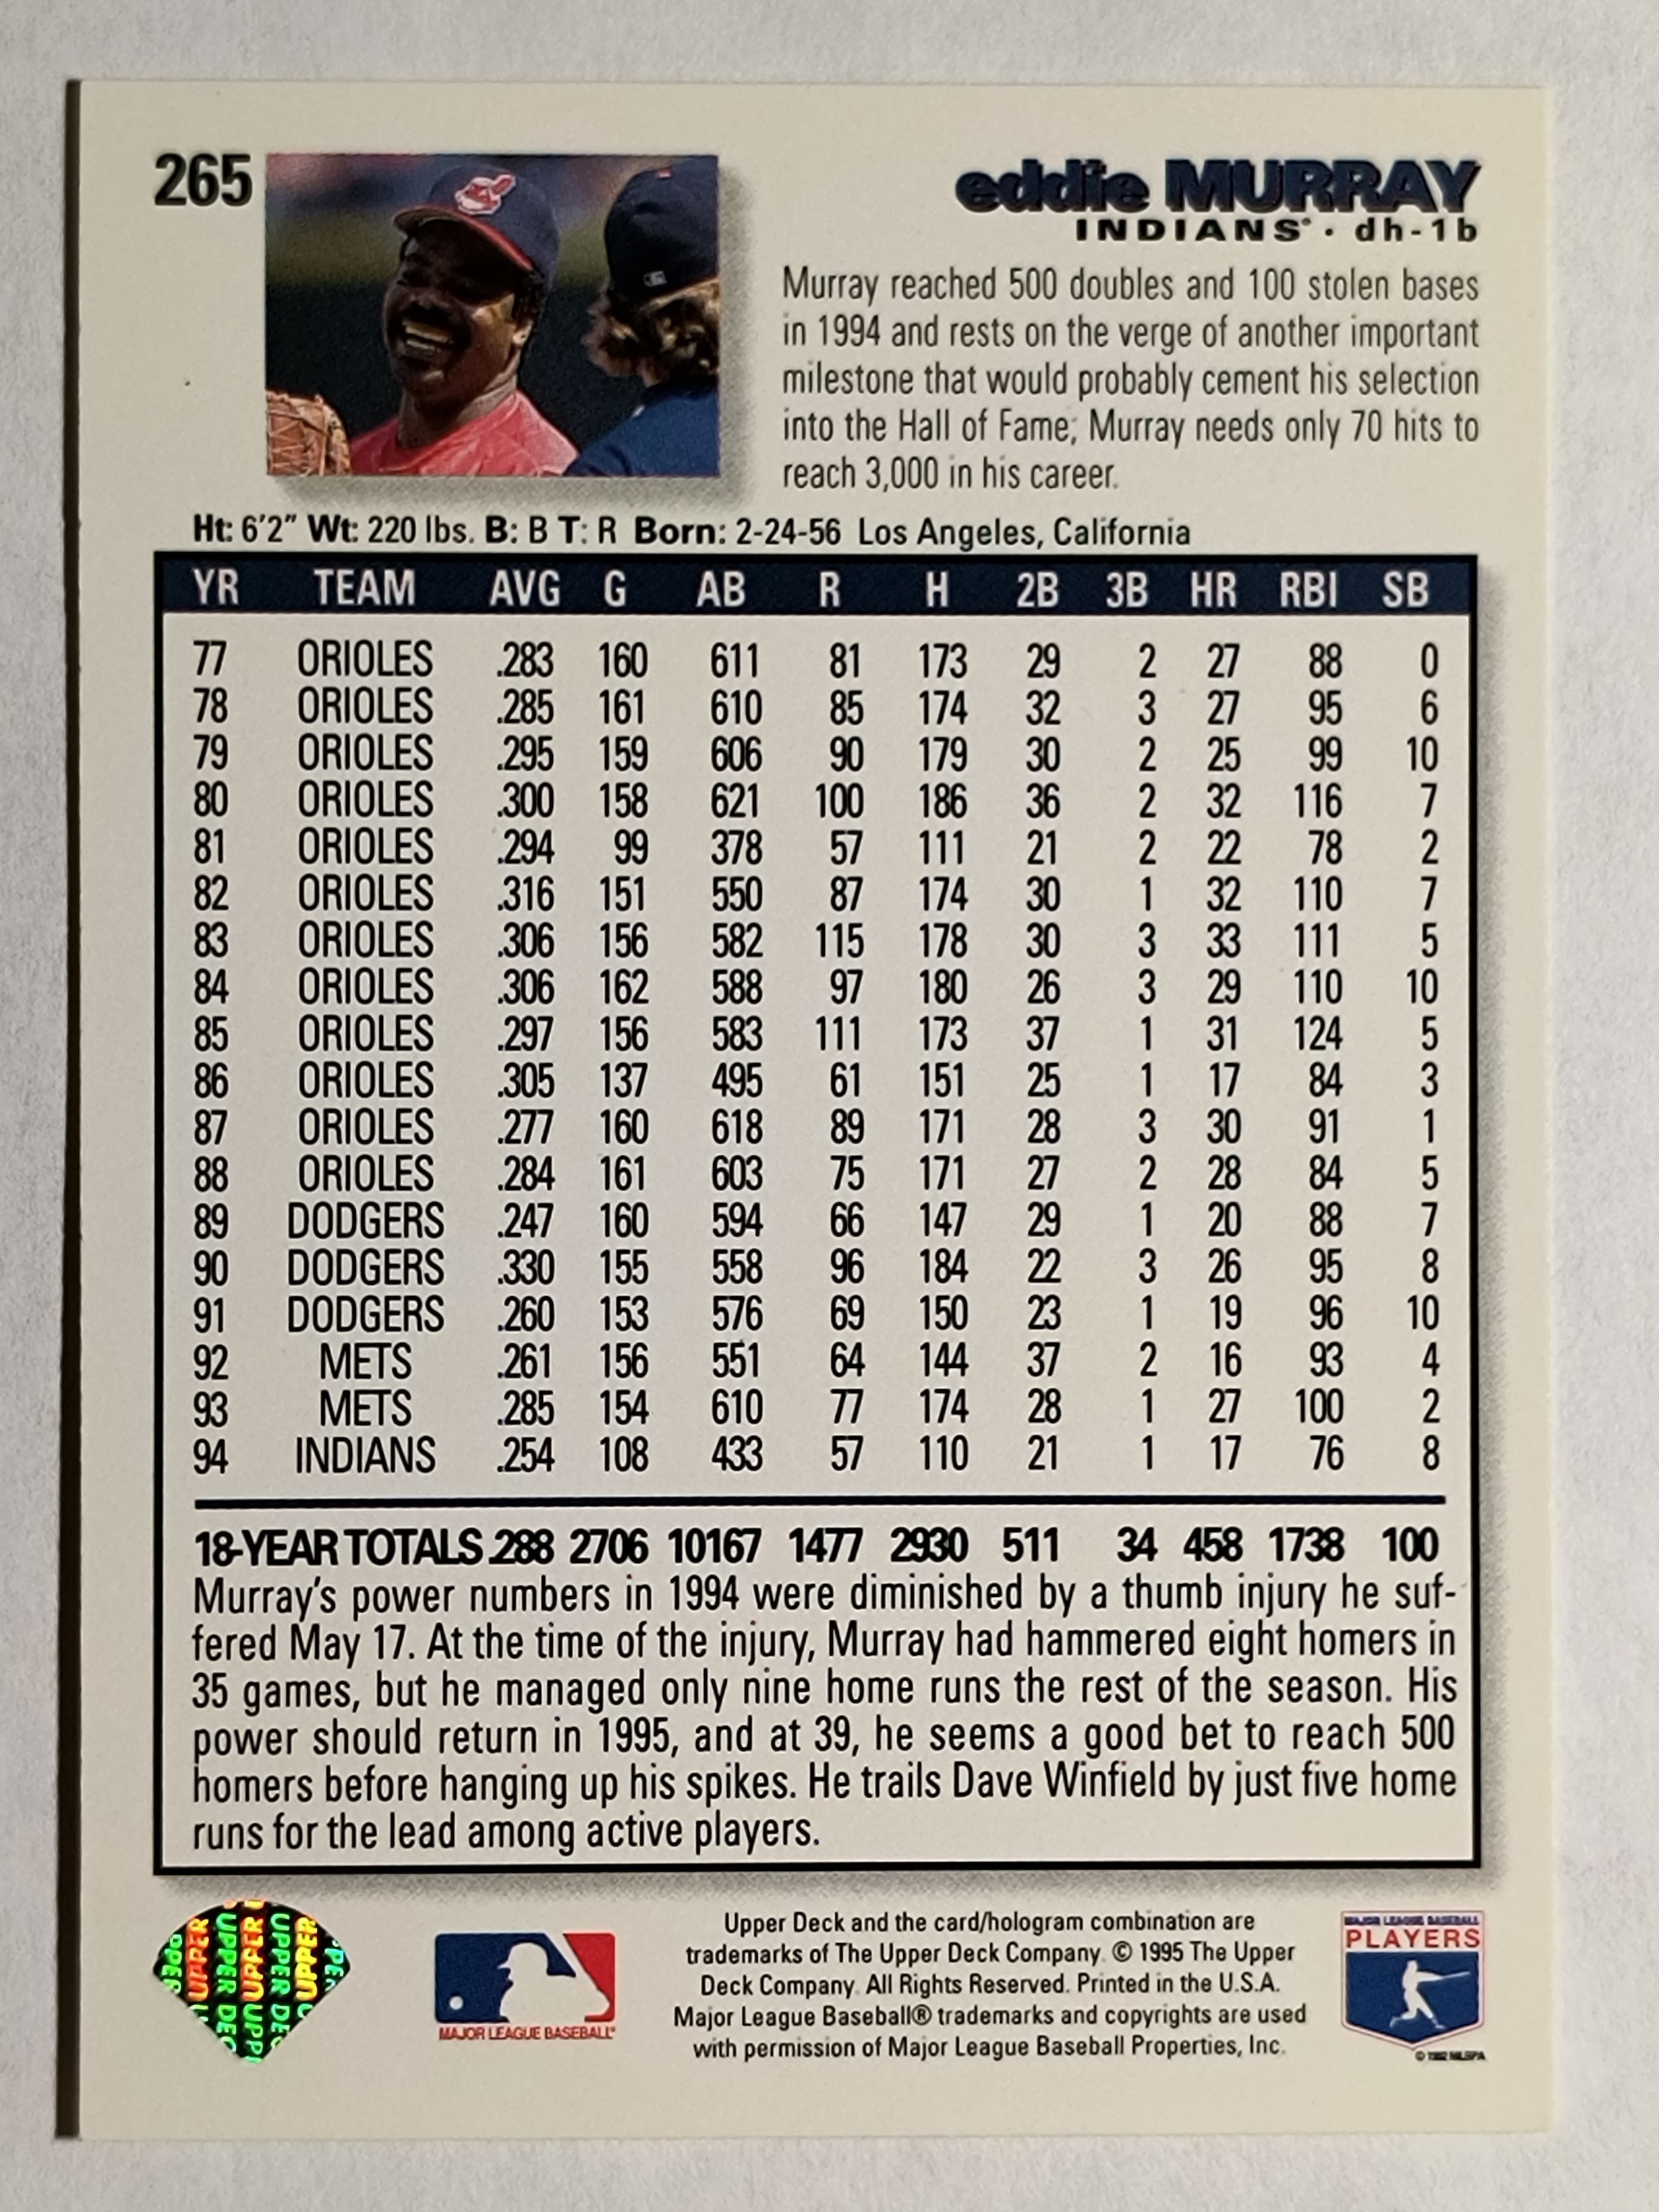 265
eddie MURRAY
INDIANS® • dh-1b
Murray reached 500 doubles and 100 stolen bases
in 1994 and rests on the verge of another important
milestone that would probably cement his selection
into the Hall of Fame; Murray needs only 70 hits to
reach 3,000 in his career.
Ht: 6'2" Wt: 220 lbs. B: B T: R Born: 2-24-56 Los Angeles, California
YR TEAM AVG G AB R H 2B 3B HR RBI SB
77 ORIOLES .283 160 611 81 173 29 2 27 88 0
78 ORIOLES .285 161 610 85 174 32 3 27 95 6
79 ORIOLES .295 159 606 90 179 30 2 25 99 10
80 ORIOLES .300 158 621 100 186 36 2 32 116 7
81 ORIOLES .294 99 378 57 111 21 2 22 78 2
82 ORIOLES .316 151 550 87 174 30 1 32 110 7
83 ORIOLES .306 156 582 115 178 30 3 33 111 5
84 ORIOLES .306 162 588 97 180 26 3 29 110 10
85 ORIOLES .297 156 583 111 173 37 1 31 124 5
86 ORIOLES .305 137 495 61 151 25 1 17 84 3
87 ORIOLES .277 160 618 89 171 28 3 30 91 1
88 ORIOLES .284 161 603 75 171 27 2 28 84 5
89 DODGERS .247 160 594 66 147 29 1 20 88 7
90 DODGERS .330 155 558 96 184 22 3 26 95 8
91 DODGERS .260 153 576 69 150 23 1 19 96 10
92 METS .261 156 551 64 144 37 2 16 93 4
93 METS .285 154 610 77 174 28 1 27 100 2
94 INDIANS .254 108 433 57 110 21 1 17 76 8
18-YEAR TOTALS .288 2706 10167 1477 2930 511 34 458 1738 100
Murray's power numbers in 1994 were diminished by a thumb injury he suf-
fered May 17. At the time of the injury, Murray had hammered eight homers in
35 games, but he managed only nine home runs the rest of the season. His
power should return in 1995, and at 39, he seems a good bet to reach 500
homers before hanging up his spikes. He trails Dave Winfield by just five home
runs for the lead among active players.
UPPER DECK
MAJOR LEAGUE BASEBALL®
Upper Deck and the card/hologram combination are
trademarks of The Upper Deck Company. © 1995 The Upper
Deck Company. All Rights Reserved. Printed in the U.S.A.
Major League Baseball® trademarks and copyrights are used
with permission of Major League Baseball Properties, Inc.
MAJOR LEAGUE BASEBALL
PLAYERS
© 1992 MLBPA